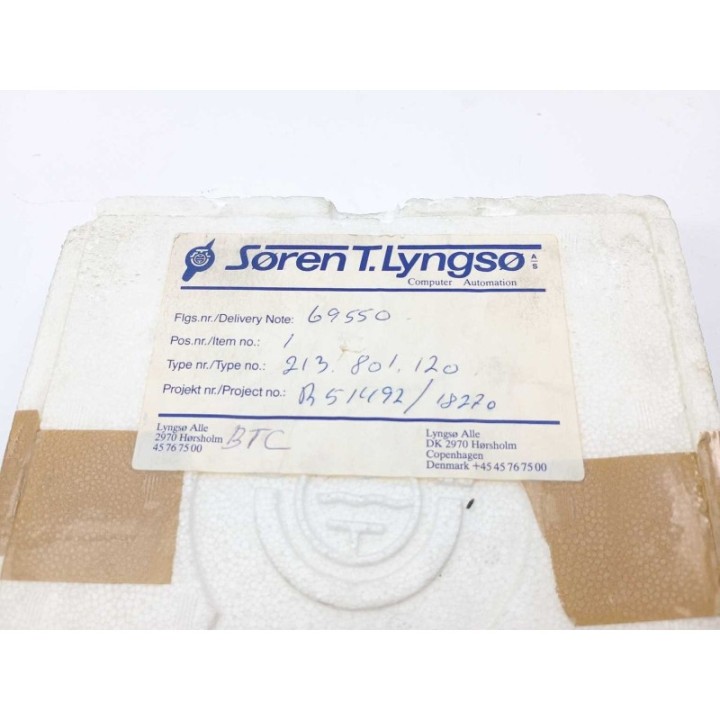 Søren T. Lyngsø A/S
Computer Automation
Flgs.nr./Delivery Note: 69550
Pos.nr./Item no.: 1
Type nr./Type no.: 213.801.120
Projekt nr./Project no.: R51492/18270
Lyngsø Alle
2970 Hørsholm BTC
45 76 75 00
Lyngsø Alle
DK 2970 Hørsholm
Copenhagen
Denmark +45 45 76 75 00